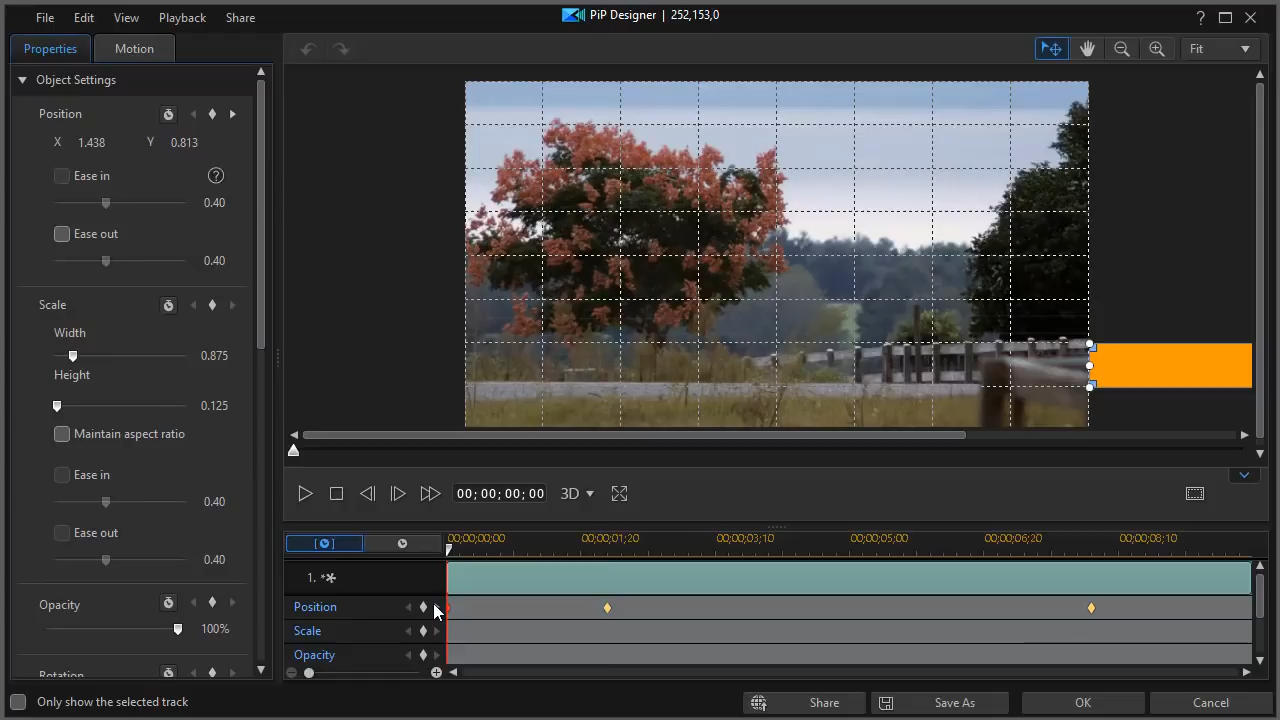 File Edit View Playback Share
PiP Designer | 252,153,0
?
Properties Motion
Fit
Object Settings
Position
X 1.438 Y 0.813
Ease in ?
0.40
Ease out
0.40
Scale
Width
0.875
Height
0.125
Maintain aspect ratio
Ease in
0.40
Ease out
0.40
Opacity
100%
Rotation
Only show the selected track
00; 00; 00; 00
3D
00;00;00;00 00;00;01;20 00;00;03;10 00;00;05;00 00;00;06;20 00;00;08;10
1. **
Position
Scale
Opacity
Share Save As OK Cancel